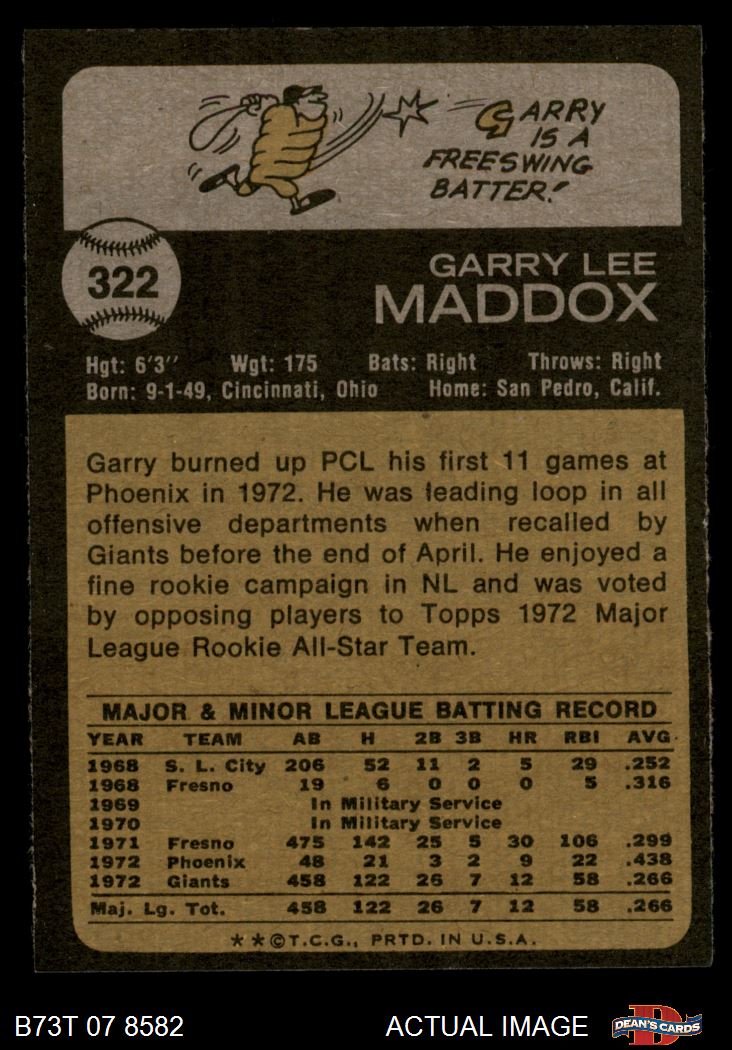 GARRY
IS A
FREESWING
BATTER!
322
GARRY LEE
MADDOX
Hgt: 6'3" Wgt: 175 Bats: Right Throws: Right
Born: 9-1-49, Cincinnati, Ohio Home: San Pedro, Calif.
Garry burned up PCL his first 11 games at
Phoenix in 1972. He was leading loop in all
offensive departments when recalled by
Giants before the end of April. He enjoyed a
fine rookie campaign in NL and was voted
by opposing players to Topps 1972 Major
League Rookie All-Star Team.
MAJOR & MINOR LEAGUE BATTING RECORD
YEAR TEAM AB H 2B 3B HR RBI AVG.
1968 S. L. City 206 52 11 2 5 29 .252
1968 Fresno 19 6 0 0 0 5 .316
1969 In Military Service
1970 In Military Service
1971 Fresno 475 142 25 5 30 106 .299
1972 Phoenix 48 21 3 2 9 22 .438
1972 Giants 458 122 26 7 12 58 .266
Maj. Lg. Tot. 458 122 26 7 12 58 .266
**©T.C.G., PRTD. IN U.S.A.
B73T 07 8582 ACTUAL IMAGE
D
DEAN'S CARDS